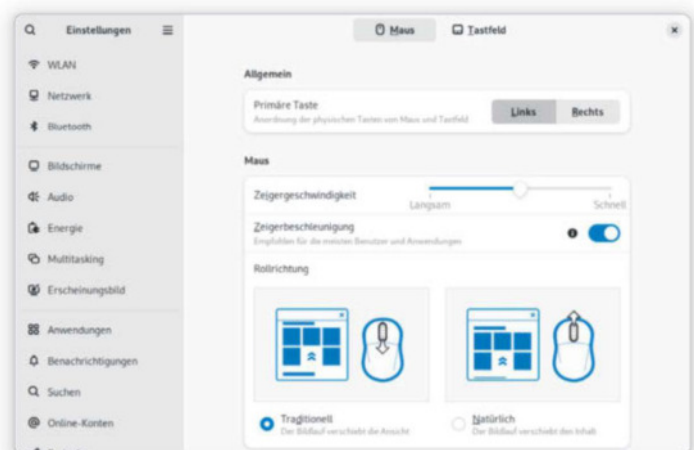 Einstellungen
Maus
Tastfeld
WLAN
Netzwerk
Bluetooth
Bildschirme
Audio
Energie
Multitasking
Erscheinungsbild
Anwendungen
Benachrichtigungen
Suchen
Online-Konten
Allgemein
Primäre Taste
Anordnung der physischen Tasten von Maus und Tastfeld
Links
Rechts
Maus
Zeigergeschwindigkeit
Langsam
Schnell
Zeigerbeschleunigung
Empfohlen für die meisten Benutzer und Anwendungen
Rollrichtung
Traditionell
Der Bildlauf verschiebt die Ansicht
Natürlich
Der Bildlauf verschiebt den Inhalt